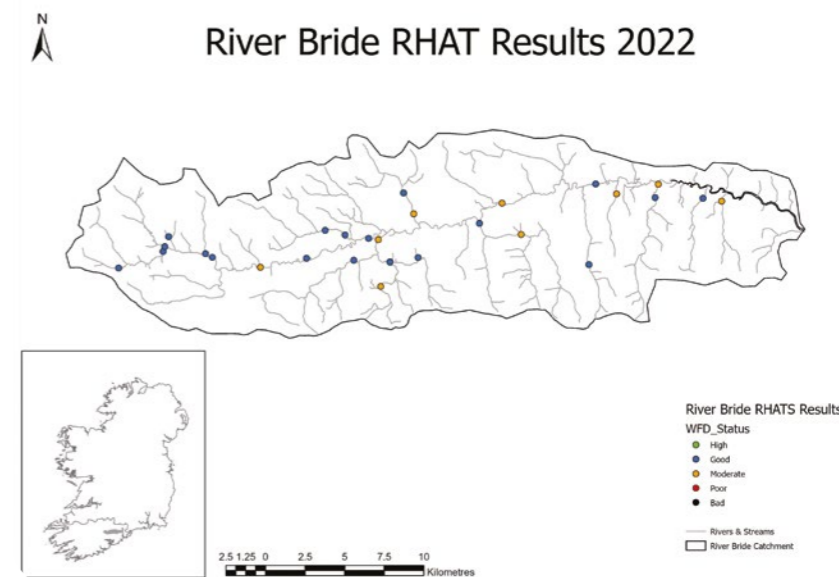 N
River Bride RHAT Results 2022
River Bride RHATS Results
WFD_Status
High
Good
Moderate
Poor
Bad
Rivers & Streams
River Bride Catchment
2.5 1.25 0 2.5 5 7.5 10
Kilometres